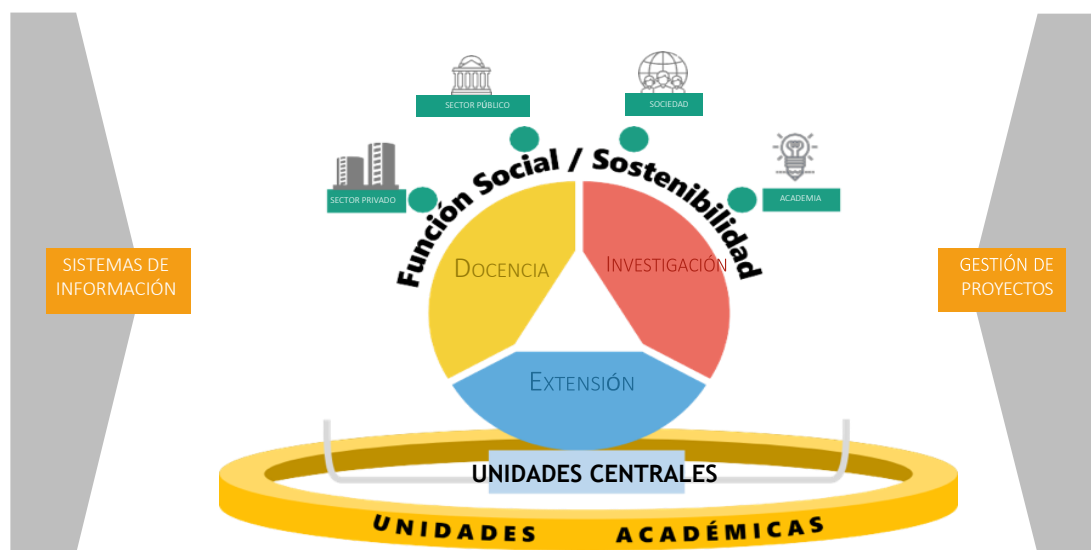 SECTOR PÚBLICO
SOCIEDAD
SECTOR PRIVADO
ACADEMIA
Función Social / Sostenibilidad
DOCENCIA
INVESTIGACIÓN
SISTEMAS DE
INFORMACIÓN
GESTIÓN DE
PROYECTOS
EXTENSIÓN
UNIDADES CENTRALES
UNIDADES ACADÉMICAS